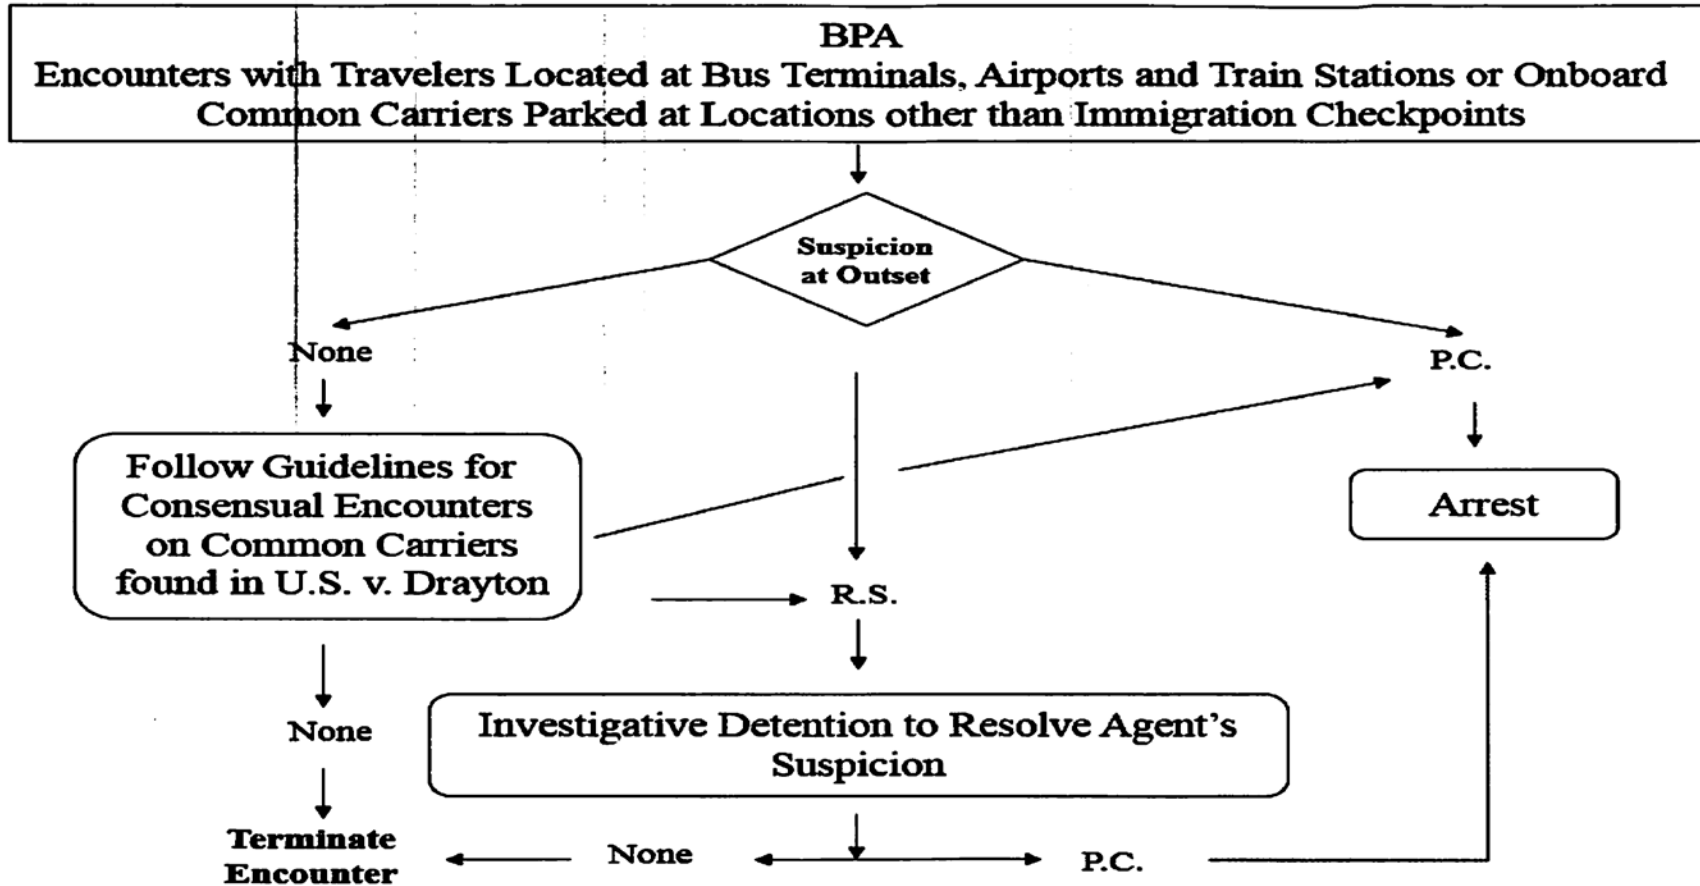 BPA
Encounters with Travelers Located at Bus Terminals, Airports and Train Stations or Onboard
Common Carriers Parked at Locations other than Immigration Checkpoints
Suspicion
at Outset
None
P.C.
Follow Guidelines for
Consensual Encounters
on Common Carriers
found in U.S. v. Drayton
Arrest
R.S.
None
Investigative Detention to Resolve Agent's
Suspicion
Terminate
Encounter
None
P.C.